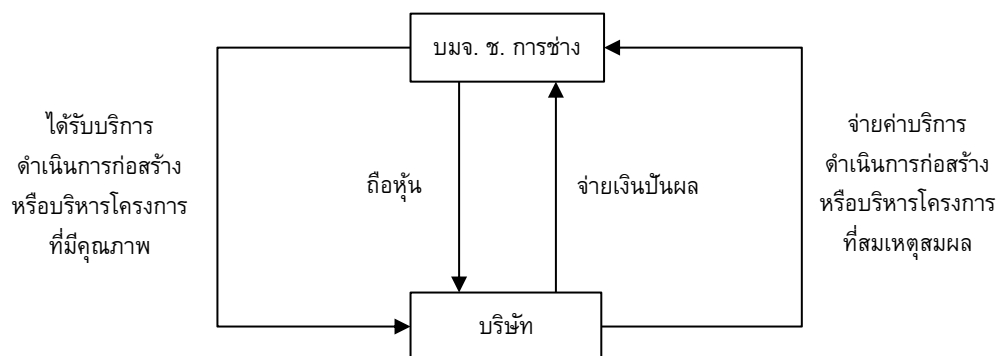 บมจ. ช. การช่าง
ได้รับบริการ
ดำเนินการก่อสร้าง
หรือบริหารโครงการ
ที่มีคุณภาพ
ถือหุ้น
จ่ายเงินปันผล
จ่ายค่าบริการ
ดำเนินการก่อสร้าง
หรือบริหารโครงการ
ที่สมเหตุสมผล
บริษัท